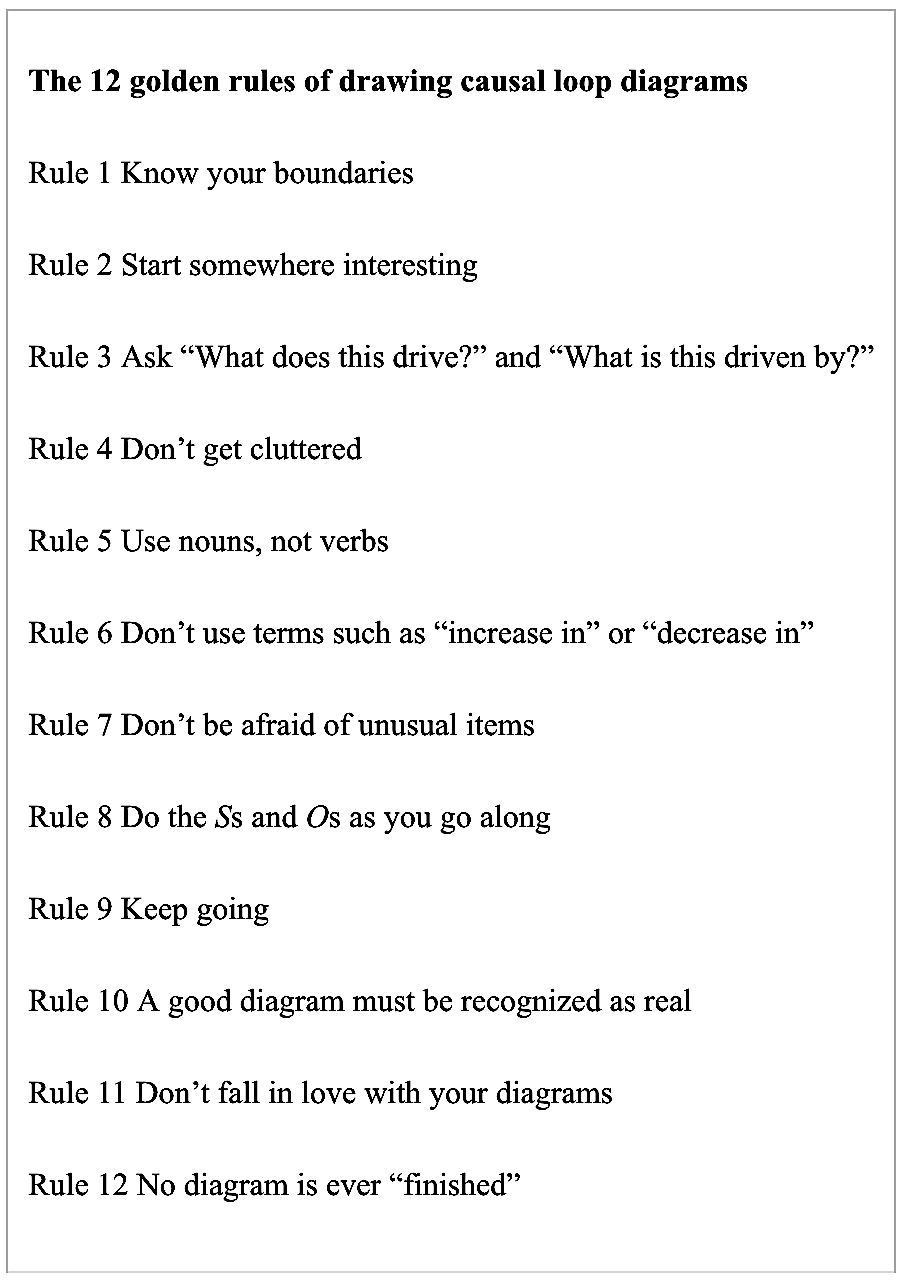 The 12 golden rules of drawing causal loop diagrams
Rule 1 Know your boundaries
Rule 2 Start somewhere interesting
Rule 3 Ask “What does this drive?” and “What is this driven by?”
Rule 4 Don’t get cluttered
Rule 5 Use nouns, not verbs
Rule 6 Don’t use terms such as “increase in” or “decrease in”
Rule 7 Don’t be afraid of unusual items
Rule 8 Do the Ss and Os as you go along
Rule 9 Keep going
Rule 10 A good diagram must be recognized as real
Rule 11 Don’t fall in love with your diagrams
Rule 12 No diagram is ever “finished”